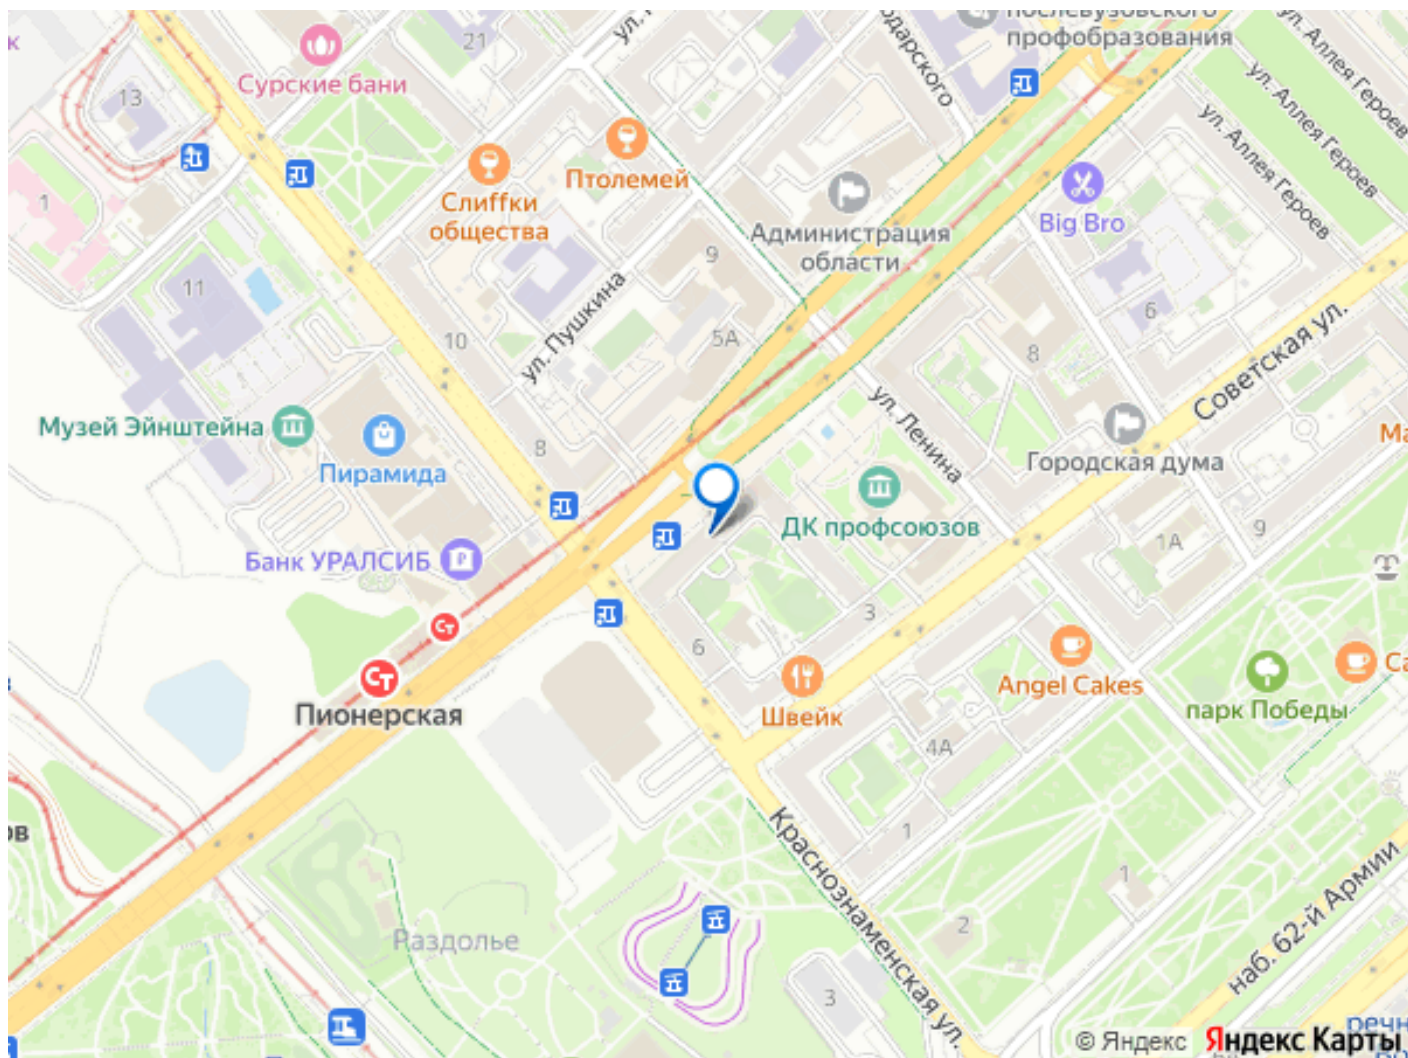 послевузовского
профобразования
21
Сурские бани
13
ул. Аллея Героев
ул. Аллея Героев
ул. Аллея Героев
Птолемей
Слиffки
общества
1
Big Bro
Администрация
области
9
11
ул. Пушкина
6
10
5А
8
Советская ул.
ул. Ленина
Музей Эйнштейна
Пирамида
8
Городская дума
ДК профсоюзов
9
1А
Банк УРАЛСИБ
СТ
3
6
СТ
Пионерская
Швейк
Angel Cakes
парк Победы
4А
1
Краснознаменская ул.
1
2
наб. 62-й Армии
Раздолье
3
© Яндекс
Яндекс Карты